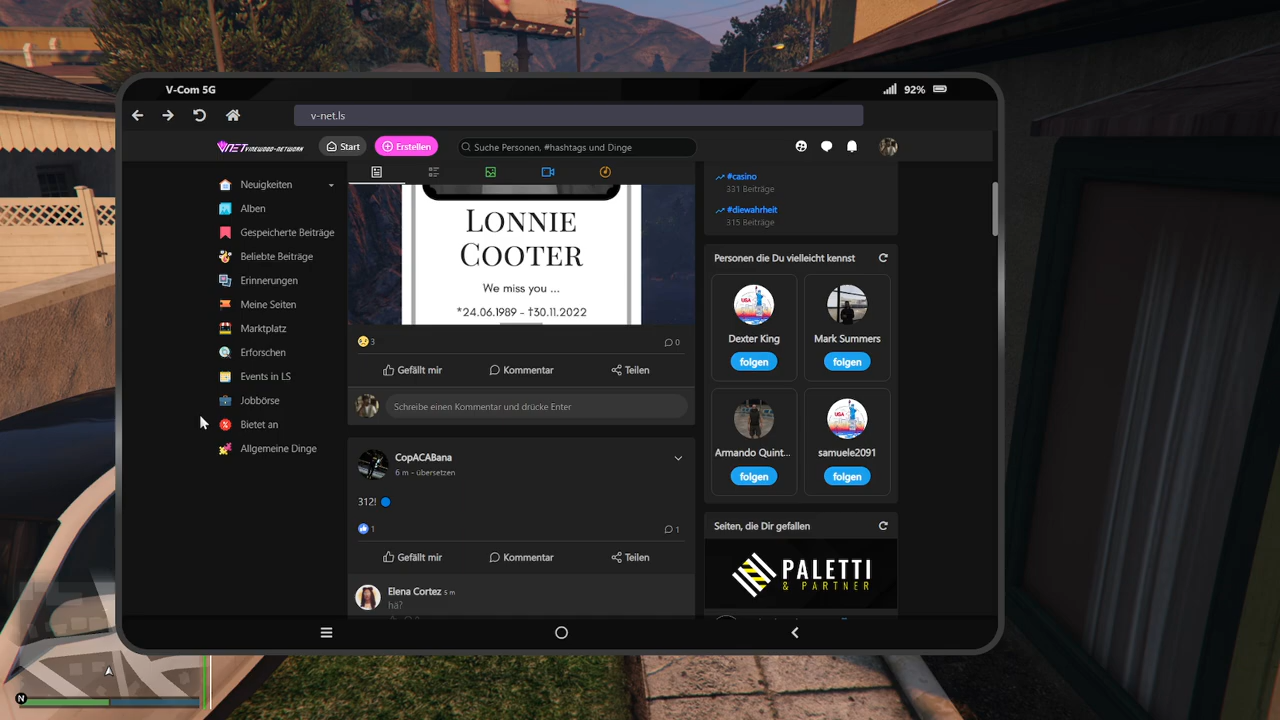 V-Com 5G
92%
v-net.ls
VNET VINEWOOD-NETWORK
Start
Erstellen
Suche Personen, #hashtags und Dinge
Neuigkeiten
Alben
Gespeicherte Beiträge
Beliebte Beiträge
Erinnerungen
Meine Seiten
Marktplatz
Erforschen
Events in LS
Jobbörse
Bietet an
Allgemeine Dinge
LONNIE
COOTER
We miss you ...
*24.06.1989 - †30.11.2022
3
0
Gefällt mir
Kommentar
Teilen
Schreibe einen Kommentar und drücke Enter
CopACABana
6 m - übersetzen
312!
1
1
Gefällt mir
Kommentar
Teilen
Elena Cortez 5 m
hä?
#casino
331 Beiträge
#diewahrheit
315 Beiträge
Personen die Du vielleicht kennst
UGA
Dexter King
folgen
Mark Summers
folgen
Armando Quint...
folgen
UGA
samuele2091
folgen
Seiten, die Dir gefallen
PALETTI
& PARTNER
N